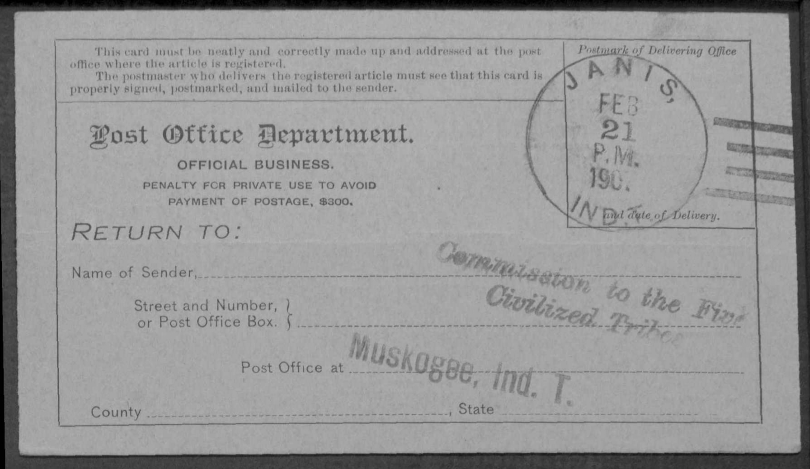 This card must be neatly and correctly made up and addressed at the post
office where the article is registered.
The postmaster who delivers the registered article must see that this card is
properly signed, postmarked, and mailed to the sender.
Postmark of Delivering Office
JANIS,
FEB
21
P.M.
190.
IND. T.
and date of Delivery.
Post Office Department.
OFFICIAL BUSINESS.
PENALTY FOR PRIVATE USE TO AVOID
PAYMENT OF POSTAGE, $300.
RETURN TO:
Name of Sender,
Commission to the Five
Civilized Tribes
Street and Number,
or Post Office Box.
Post Office at Muskogee, Ind. T.
County , State